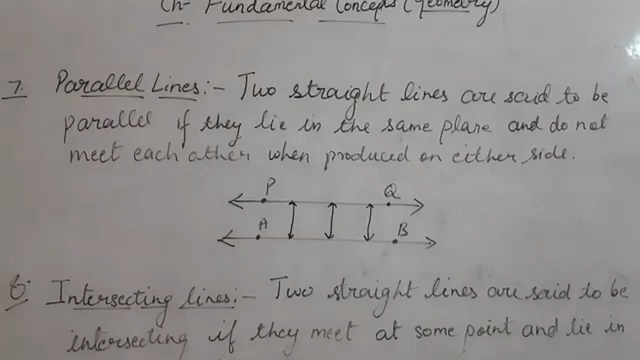 Ch- Fundamental Concepts (Geometry)
7. Parallel Lines:- Two straight lines are said to be
parallel if they lie in the same plane and do not
meet each other when produced on either side.
P Q
A B
8. Intersecting lines:- Two straight lines are said to be
intersecting if they meet at some point and lie in